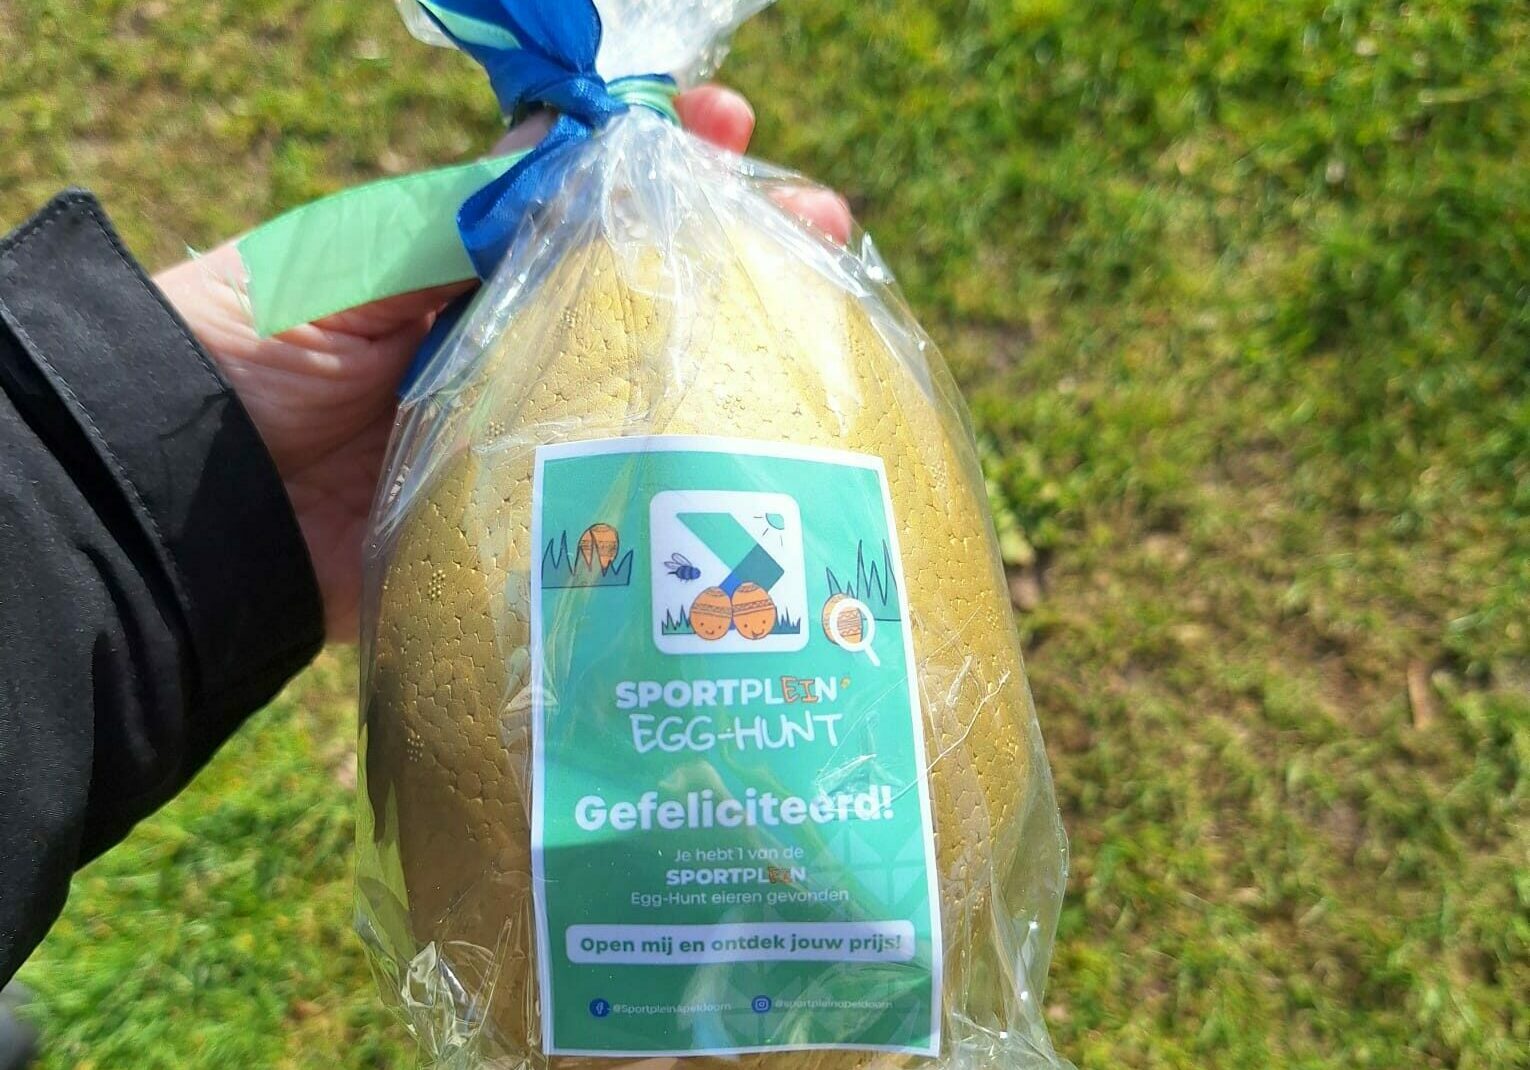 SPORTPLEIN
EGG-HUNT
Gefeliciteerd!
Je hebt 1 van de
SPORTPLEIN
Egg-Hunt eieren gevonden
Open mij en ontdek jouw prijs!
@SportpleinApeldoorn @sportpleinapeldoorn